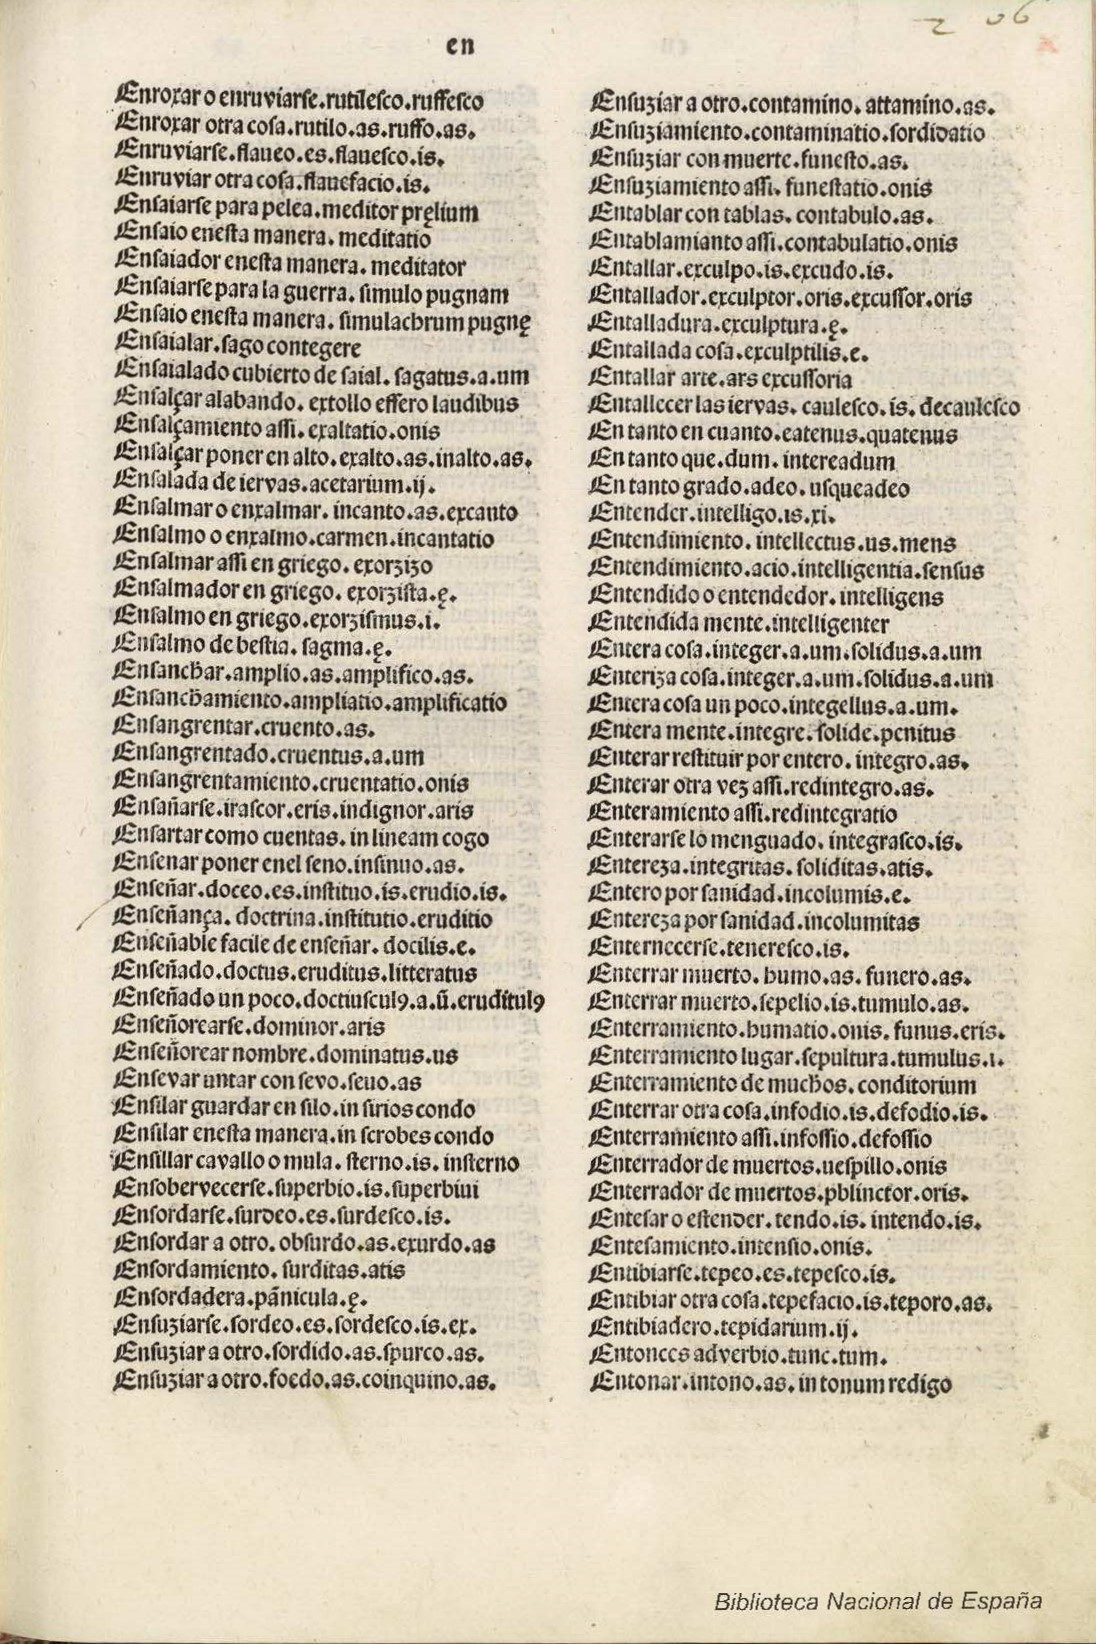 en
206
Enroxar o enruviarse.rutilesco.ruffesco
Enroxar otra cosa.rutilo.as.ruffo.as.
Enruviarse.flaueo.es.flauesco.is.
Enruviar otra cosa.flauefacio.is.
Ensaiarse para pelea.meditor pręlium
Ensaio enesta manera.meditatio
Ensaiador enesta manera.meditator
Ensaiarse para la guerra.simulo pugnam
Ensaio enesta manera.simulachrum pugnę
Ensaialar.sago contegere
Ensaialado cubierto de saial.sagatus.a.um
Ensalçar alabando.extollo effero laudibus
Ensalçamiento assi.exaltatio.onis
Ensalçar poner en alto.exalto.as.inalto.as.
Ensalada de iervas.acetarium.ij.
Ensalmar o enxalmar.incanto.as.excanto
Ensalmo o enxalmo.carmen.incantatio
Ensalmar assi en griego.exorzizo
Ensalmador en griego.exorzista.ę.
Ensalmo en griego.exorzismus.i.
Ensalmo de bestia.sagma.ę.
Ensanchar.amplio.as.amplifico.as.
Ensanchamiento.ampliatio.amplificatio
Ensangrentar.cruento.as.
Ensangrentado.cruentus.a.um
Ensangrentamiento.cruentatio.onis
Ensañarse.irascor.eris.indignor.aris
Ensartar como cuentas.in lineam cogo
Ensenar poner enel seno.insinuo.as.
Enseñar.doceo.es.instituo.is.erudio.is.
Enseñança.doctrina.institutio.eruditio
Enseñable facile de enseñar.docilis.e.
Enseñado.doctus.eruditus.litteratus
Enseñado un poco.doctiusculꝰ.a.ũ.eruditulꝰ
Enseñorearse.dominor.aris
Enseñorear nombre.dominatus.us
Ensevar untar con sevo.seuo.as
Ensilar guardar en silo.in sirios condo
Ensilar enesta manera.in scrobes condo
Ensillar cavallo o mula.sterno.is.insterno
Ensobervecerse.superbio.is.superbiui
Ensordarse.surdeo.es.surdesco.is.
Ensordar a otro.obsurdo.as.exurdo.as
Ensordamiento.surditas.atis
Ensordadera.pãnicula.ę.
Ensuziarse.sordeo.es.sordesco.is.ex.
Ensuziar a otro.sordido.as.spurco.as.
Ensuziar a otro.foedo.as.coinquino.as.
Ensuziar a otro.contamino.attamino.as.
Ensuziamiento.contaminatio.sordidatio
Ensuziar con muerte.funesto.as.
Ensuziamiento assi.funestatio.onis
Entablar con tablas.contabulo.as.
Entablamianto assi.contabulatio.onis
Entallar.exculpo.is.excudo.is.
Entallador.exculptor.oris.excussor.oris
Entalladura.exculptura.ę.
Entallada cosa.exculptilis.e.
Entallar arte.ars excussoria
Entallecer las iervas.caulesco.is.decaulesco
En tanto en cuanto.eatenus.quatenus
En tanto que.dum.intereadum
En tanto grado.adeo.usqueadeo
Entender.intelligo.is.xi.
Entendimiento.intellectus.us.mens
Entendimiento.acio.intelligentia.sensus
Entendido o entendedor.intelligens
Entendida mente.intelligenter
Entera cosa.integer.a.um.solidus.a.um
Enteriza cosa.integer.a.um.solidus.a.um
Entera cosa un poco.integellus.a.um.
Entera mente.integre.solide.penitus
Enterar restituir por entero.integro.as.
Enterar otra vez assi.redintegro.as.
Enteramiento assi.redintegratio
Enterarse lo menguado.integrasco.is.
Entereza.integritas.soliditas.atis.
Entero por sanidad.incolumis.e.
Entereza por sanidad.incolumitas
Enternecerse.teneresco.is.
Enterrar muerto.humo.as.funero.as.
Enterrar muerto.sepelio.is.tumulo.as.
Enterramiento.humatio.onis.funus.eris.
Enterramiento lugar.sepultura.tumulus.i.
Enterramiento de muchos.conditorium
Enterrar otra cosa.infodio.is.defodio.is.
Enterramiento assi.infossio.defossio
Enterrador de muertos.uespillo.onis
Enterrador de muertos.pblinctor.oris.
Entesar o estender.tendo.is.intendo.is.
Entesamiento.intensio.onis.
Entibiarse.tepeo.es.tepesco.is.
Entibiar otra cosa.tepefacio.is.teporo.as.
Entibiadero.tepidarium.ij.
Entonces adverbio.tunc.tum.
Entonar.intono.as.in tonum redigo
Biblioteca Nacional de España